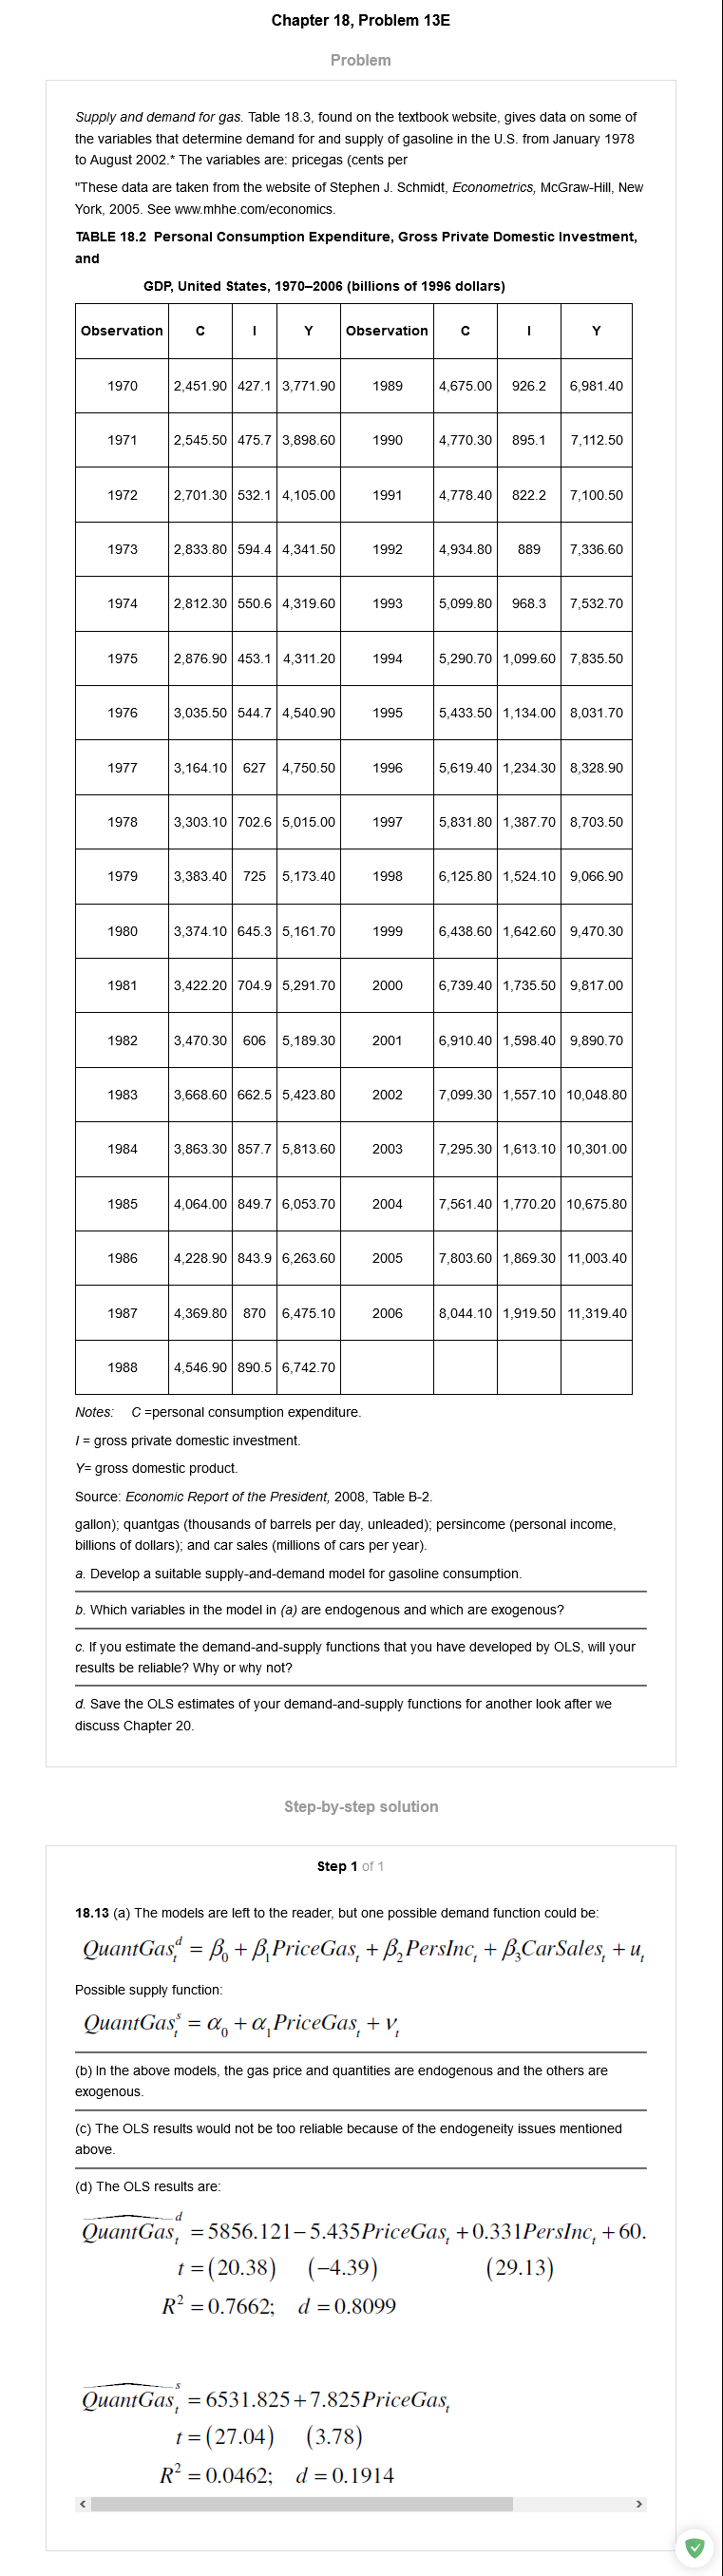 Chapter 18, Problem 13E
Problem
Supply and demand for gas. Table 18.3, found on the textbook website, gives data on some of
the variables that determine demand for and supply of gasoline in the U.S. from January 1978
to August 2002.* The variables are: pricegas (cents per
"These data are taken from the website of Stephen J. Schmidt, Econometrics, McGraw-Hill, New
York, 2005. See www.mhhe.com/economics.
TABLE 18.2 Personal Consumption Expenditure, Gross Private Domestic Investment,
and
GDP, United States, 1970–2006 (billions of 1996 dollars)
Observation C I Y Observation C I Y
1970 2,451.90 427.1 3,771.90 1989 4,675.00 926.2 6,981.40
1971 2,545.50 475.7 3,898.60 1990 4,770.30 895.1 7,112.50
1972 2,701.30 532.1 4,105.00 1991 4,778.40 822.2 7,100.50
1973 2,833.80 594.4 4,341.50 1992 4,934.80 889 7,336.60
1974 2,812.30 550.6 4,319.60 1993 5,099.80 968.3 7,532.70
1975 2,876.90 453.1 4,311.20 1994 5,290.70 1,099.60 7,835.50
1976 3,035.50 544.7 4,540.90 1995 5,433.50 1,134.00 8,031.70
1977 3,164.10 627 4,750.50 1996 5,619.40 1,234.30 8,328.90
1978 3,303.10 702.6 5,015.00 1997 5,831.80 1,387.70 8,703.50
1979 3,383.40 725 5,173.40 1998 6,125.80 1,524.10 9,066.90
1980 3,374.10 645.3 5,161.70 1999 6,438.60 1,642.60 9,470.30
1981 3,422.20 704.9 5,291.70 2000 6,739.40 1,735.50 9,817.00
1982 3,470.30 606 5,189.30 2001 6,910.40 1,598.40 9,890.70
1983 3,668.60 662.5 5,423.80 2002 7,099.30 1,557.10 10,048.80
1984 3,863.30 857.7 5,813.60 2003 7,295.30 1,613.10 10,301.00
1985 4,064.00 849.7 6,053.70 2004 7,561.40 1,770.20 10,675.80
1986 4,228.90 843.9 6,263.60 2005 7,803.60 1,869.30 11,003.40
1987 4,369.80 870 6,475.10 2006 8,044.10 1,919.50 11,319.40
1988 4,546.90 890.5 6,742.70
Notes: C =personal consumption expenditure.
I = gross private domestic investment.
Y= gross domestic product.
Source: Economic Report of the President, 2008, Table B-2.
gallon); quantgas (thousands of barrels per day, unleaded); persincome (personal income,
billions of dollars); and car sales (millions of cars per year).
a. Develop a suitable supply-and-demand model for gasoline consumption.
b. Which variables in the model in (a) are endogenous and which are exogenous?
c. If you estimate the demand-and-supply functions that you have developed by OLS, will your
results be reliable? Why or why not?
d. Save the OLS estimates of your demand-and-supply functions for another look after we
discuss Chapter 20.
Step-by-step solution
Step 1 of 1
18.13 (a) The models are left to the reader, but one possible demand function could be:
QuantGasₜᵈ = β₀ + β₁PriceGasₜ + β₂PersIncₜ + β₃CarSalesₜ + uₜ
Possible supply function:
QuantGasₜˢ = α₀ + α₁PriceGasₜ + vₜ
(b) In the above models, the gas price and quantities are endogenous and the others are
exogenous.
(c) The OLS results would not be too reliable because of the endogeneity issues mentioned
above.
(d) The OLS results are:
QuantGasₜᵈ = 5856.121 − 5.435PriceGasₜ + 0.331PersIncₜ + 60.
t = (20.38) (−4.39) (29.13)
R² = 0.7662; d = 0.8099
QuantGasₜˢ = 6531.825 + 7.825PriceGasₜ
t = (27.04) (3.78)
R² = 0.0462; d = 0.1914